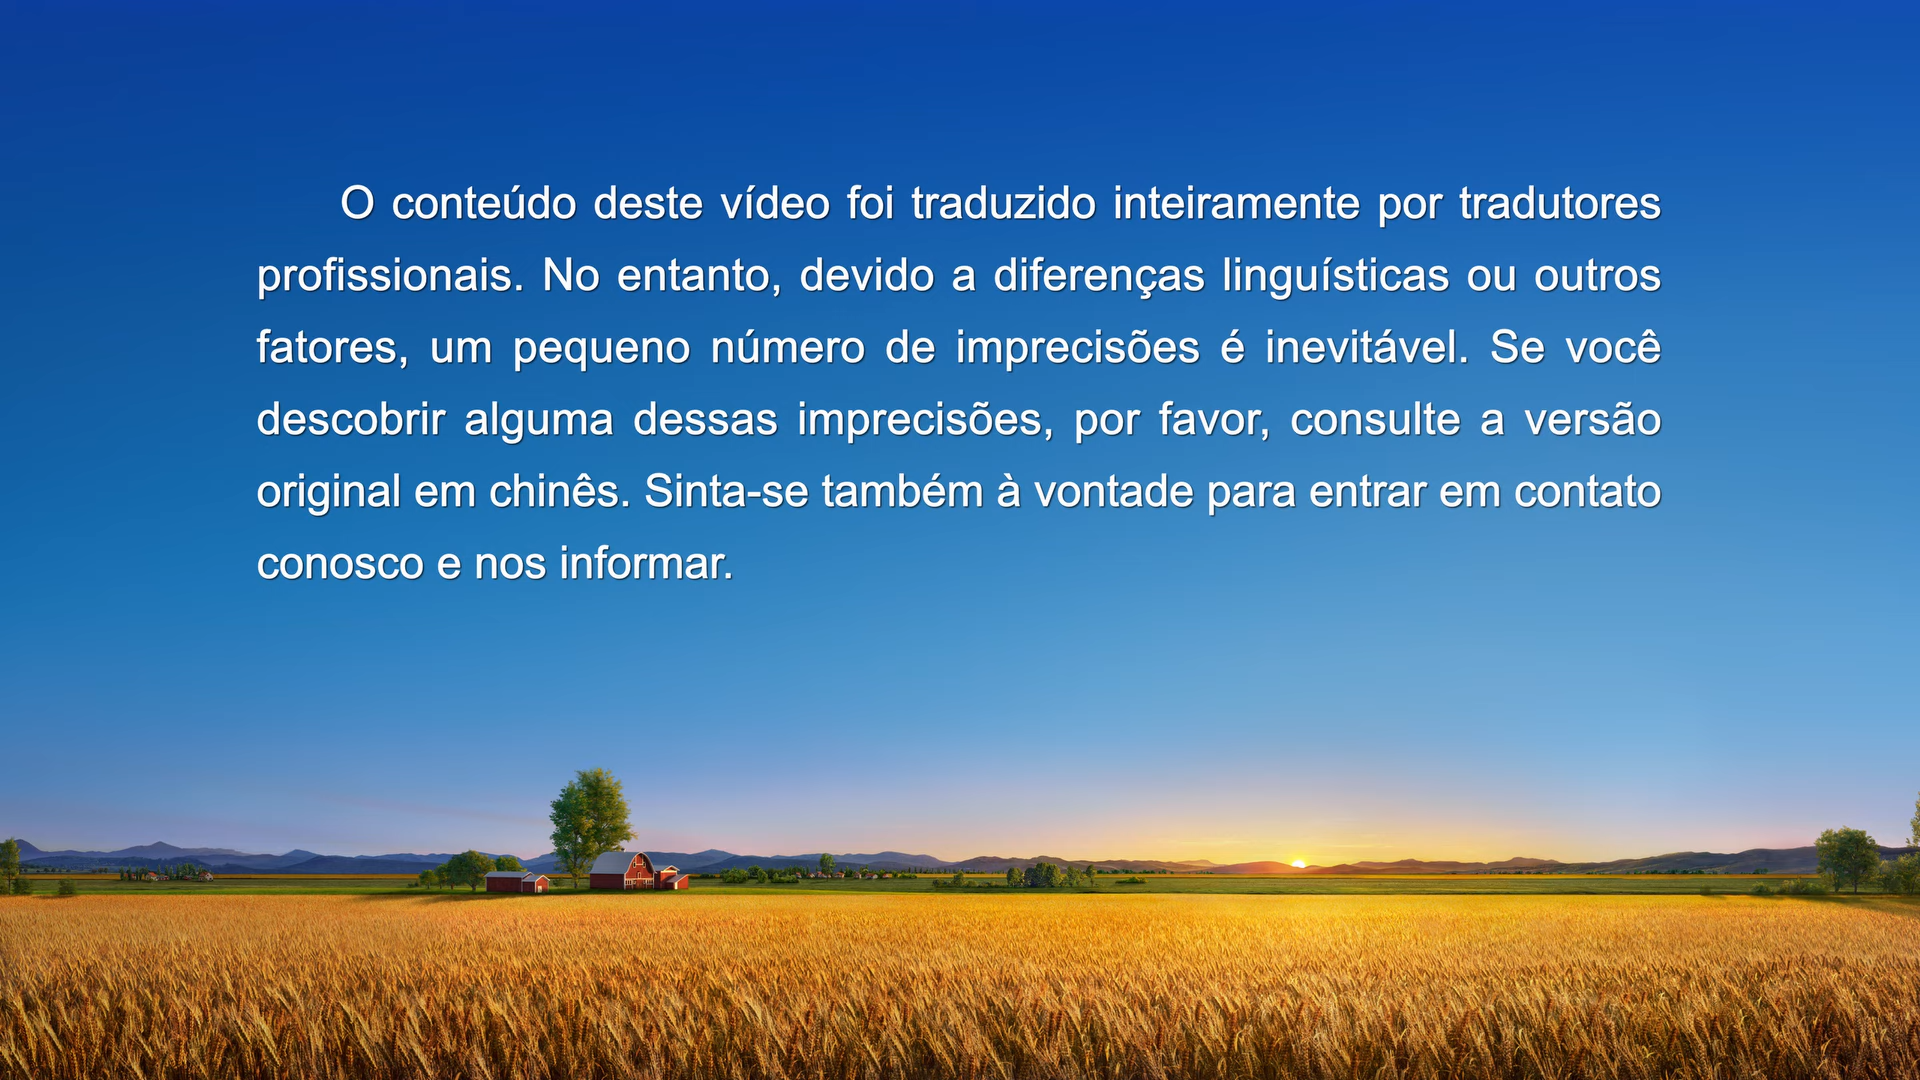 O conteúdo deste vídeo foi traduzido inteiramente por tradutores
profissionais. No entanto, devido a diferenças linguísticas ou outros
fatores, um pequeno número de imprecisões é inevitável. Se você
descobrir alguma dessas imprecisões, por favor, consulte a versão
original em chinês. Sinta-se também à vontade para entrar em contato
conosco e nos informar.